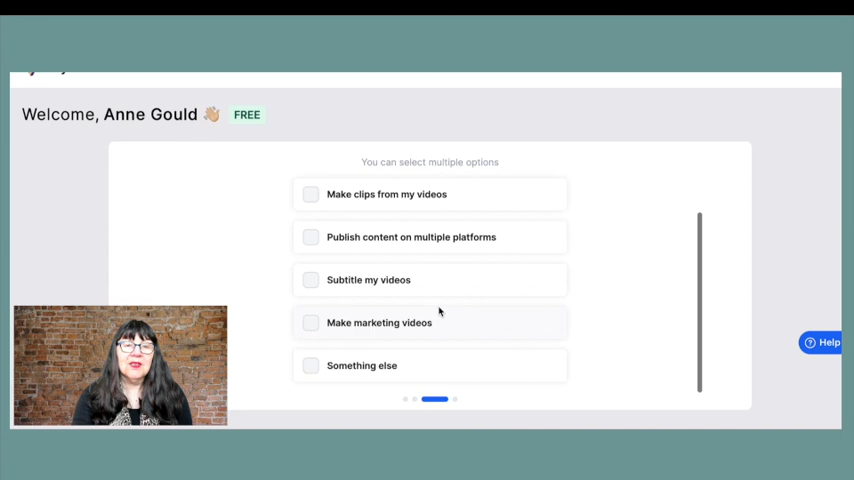 Welcome, Anne Gould 👋🏼 FREE
You can select multiple options
Make clips from my videos
Publish content on multiple platforms
Subtitle my videos
Make marketing videos
Something else
Help